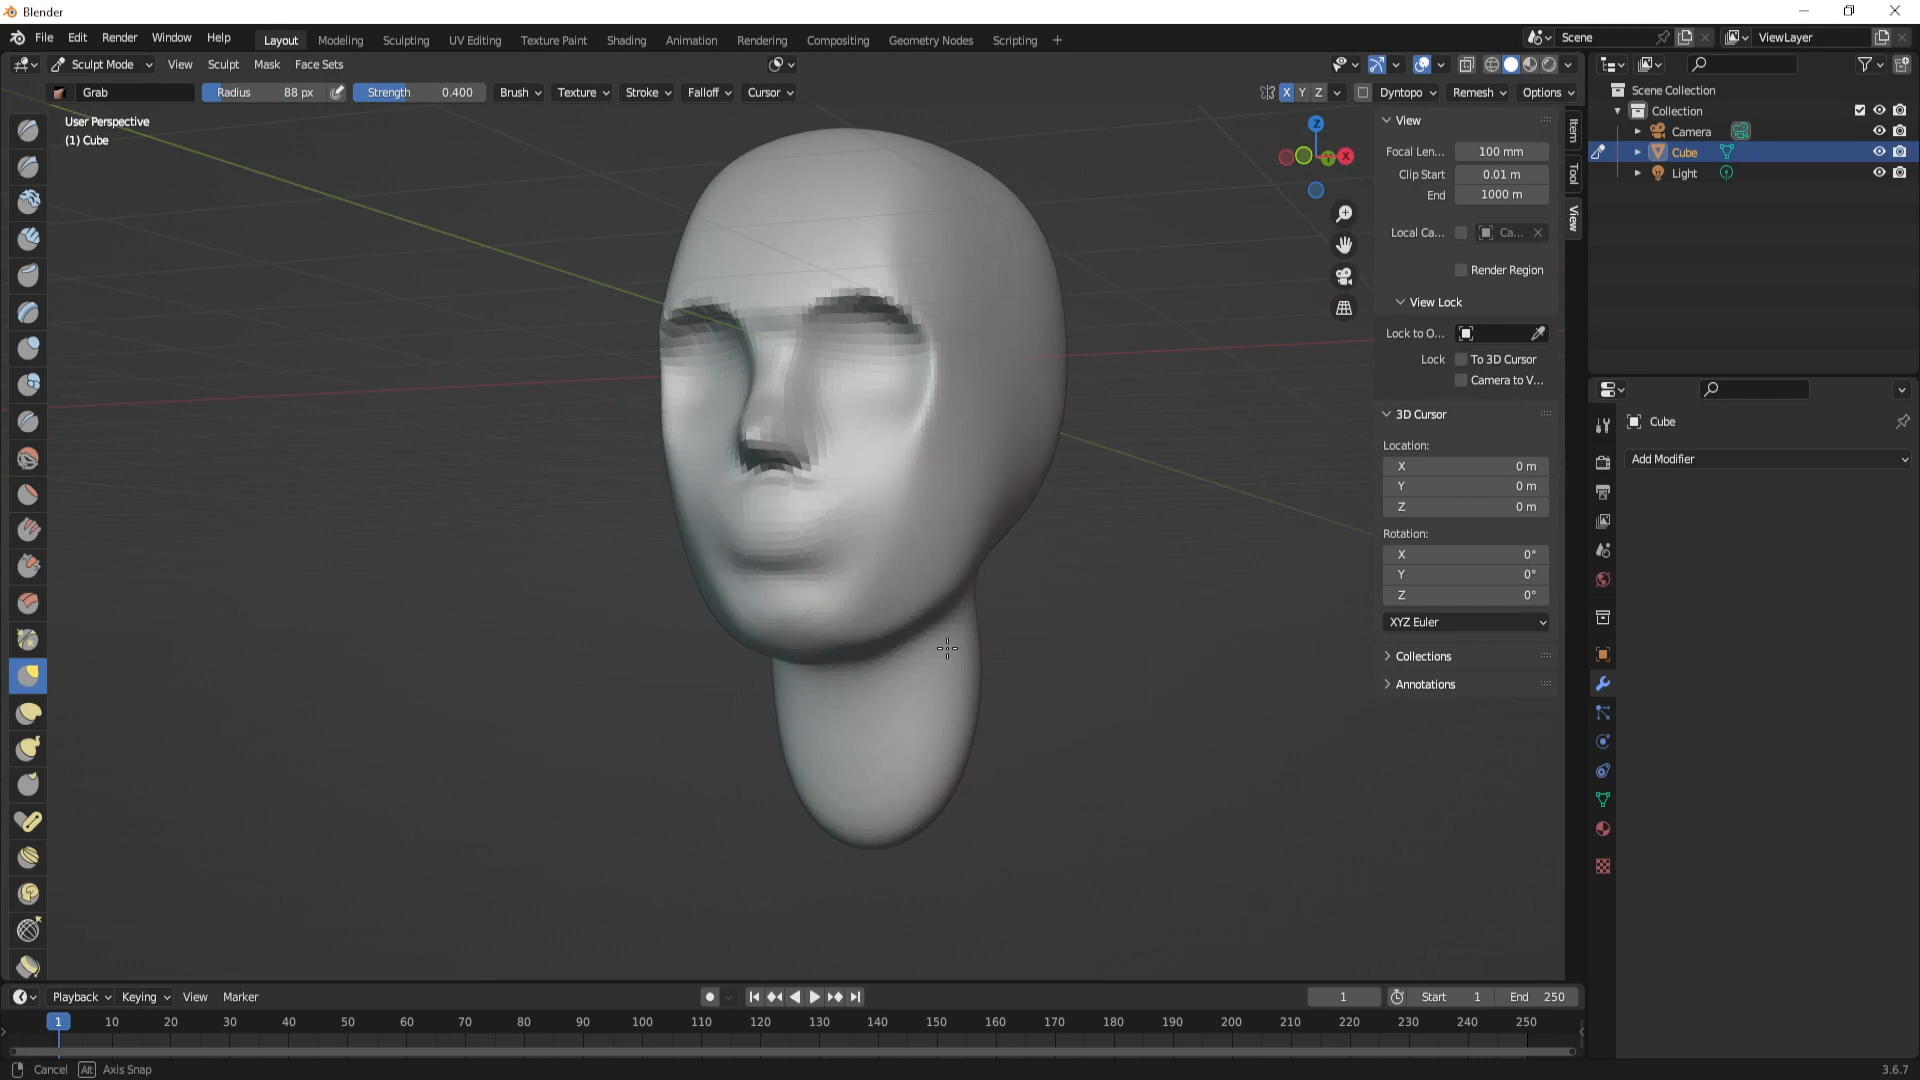 Blender
File Edit Render Window Help
Layout Modeling Sculpting UV Editing Texture Paint Shading Animation Rendering Compositing Geometry Nodes Scripting +
Scene ViewLayer
Sculpt Mode View Sculpt Mask Face Sets
Grab Radius 88 px Strength 0.400 Brush Texture Stroke Falloff Cursor
X Y Z Dyntopo Remesh Options
User Perspective
(1) Cube
Z
X
View
Focal Len... 100 mm
Clip Start 0.01 m
End 1000 m
Local Ca... Ca...
Render Region
View Lock
Lock to O...
Lock To 3D Cursor
Camera to V...
3D Cursor
Location:
X 0 m
Y 0 m
Z 0 m
Rotation:
X 0°
Y 0°
Z 0°
XYZ Euler
Collections
Annotations
Item
Tool
View
Scene Collection
Collection
Camera
Cube
Light
Cube
Add Modifier
Playback Keying View Marker
1 Start 1 End 250
1 10 20 30 40 50 60 70 80 90 100 110 120 130 140 150 160 170 180 190 200 210 220 230 240 250
Cancel Alt Axis Snap
3.6.7